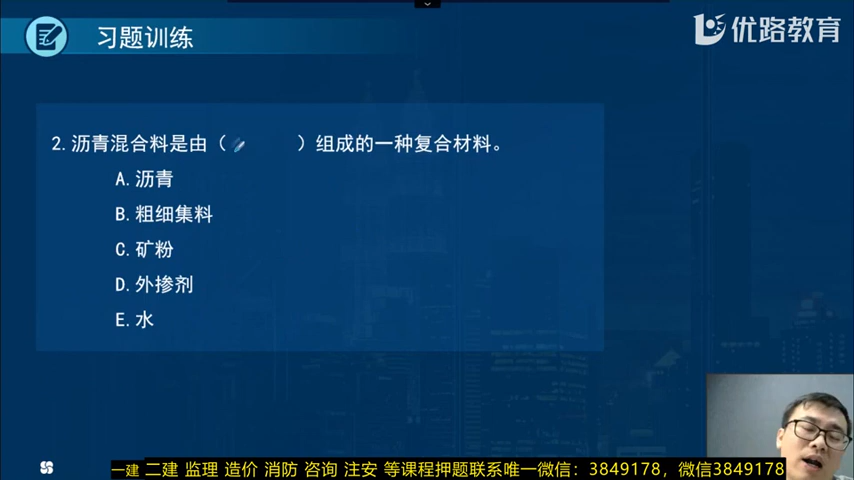 习题训练
优路教育
2.沥青混合料是由（ ）组成的一种复合材料。
A.沥青
B.粗细集料
C.矿粉
D.外掺剂
E.水
一建 二建 监理 造价 消防 咨询 注安 等课程押题联系唯一微信：3849178，微信3849178